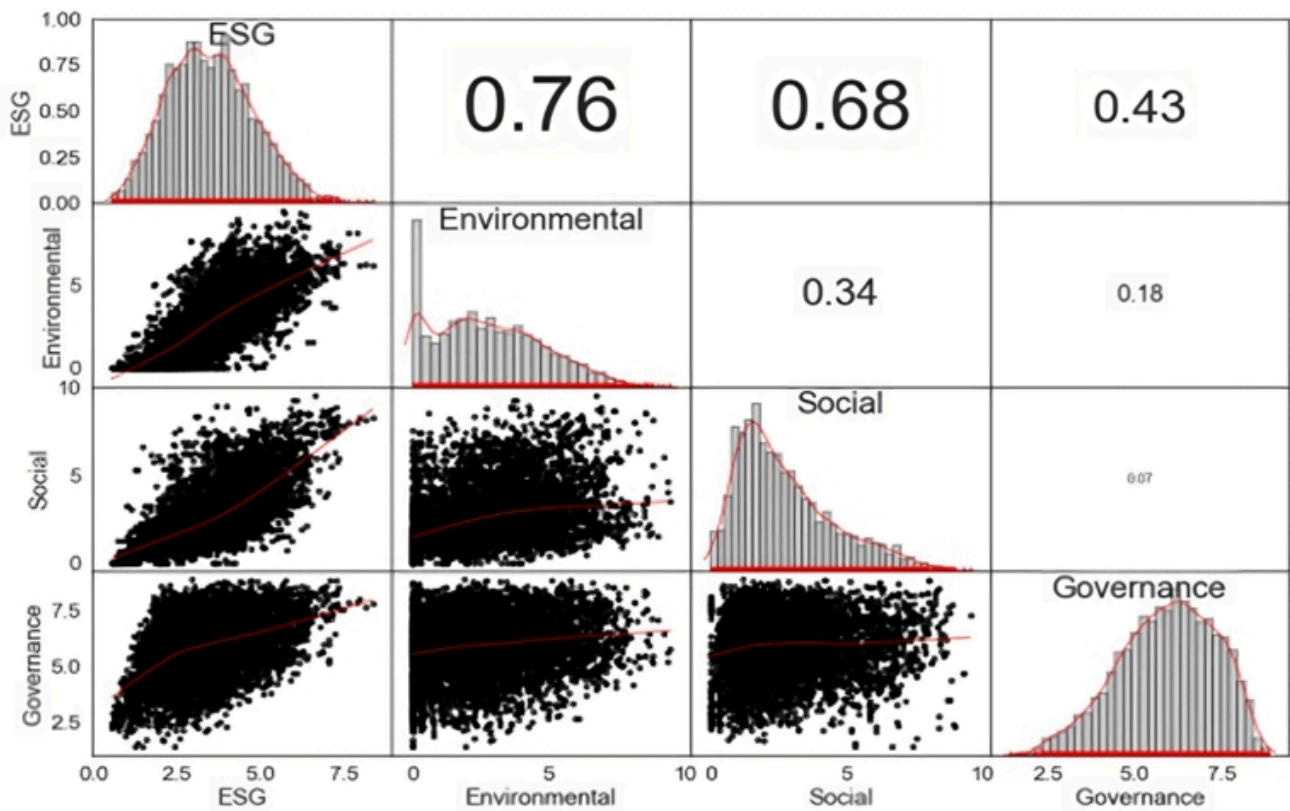 1.00
ESG
0.75
0.50
0.25
0.00
ESG
0.76
0.68
0.43
Environmental
5
0
Environmental
0.34
0.18
10
Social
5
0
Social
0.07
Governance
7.5
5.0
2.5
Governance
0.0 2.5 5.0 7.5
0 5 10
0 5 10
2.5 5.0 7.5
ESG
Environmental
Social
Governance